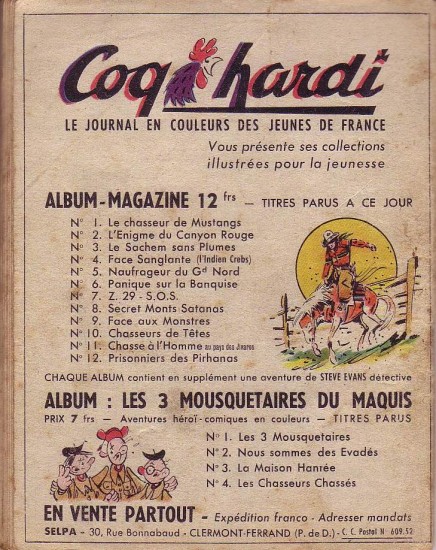 Coq hardi
LE JOURNAL EN COULEURS DES JEUNES DE FRANCE
Vous présente ses collections
illustrées pour la jeunesse
ALBUM-MAGAZINE 12 frs — TITRES PARUS A CE JOUR
N° 1. Le chasseur de Mustangs
N° 2. L'Enigme du Canyon Rouge
N° 3. Le Sachem sans Plumes
N° 4. Face Sanglante (l'Indien Crobs)
N° 5. Naufrageur du Gd Nord
N° 6. Panique sur la Banquise
N° 7. Z. 29 - S.O.S.
N° 8. Secret Monts Satanas
N° 9. Face aux Monstres
N° 10. Chasseurs de Têtes
N° 11. Chasse à l'Homme au pays des Jivaros
N° 12. Prisonniers des Pirhanas
CHAQUE ALBUM contient en supplément une aventure de STEVE EVANS détective
ALBUM : LES 3 MOUSQUETAIRES DU MAQUIS
PRIX 7 frs — Aventures héroï-comiques en couleurs — TITRES PARUS
N° 1. Les 3 Mousquetaires
N° 2. Nous sommes des Evadés
N° 3. La Maison Hanrée
N° 4. Les Chasseurs Chassés
EN VENTE PARTOUT - Expédition franco - Adresser mandats
SELPA — 30, Rue Bonnabaud - CLERMONT-FERRAND (P. de D.) - C. C. Postal N° 609.52